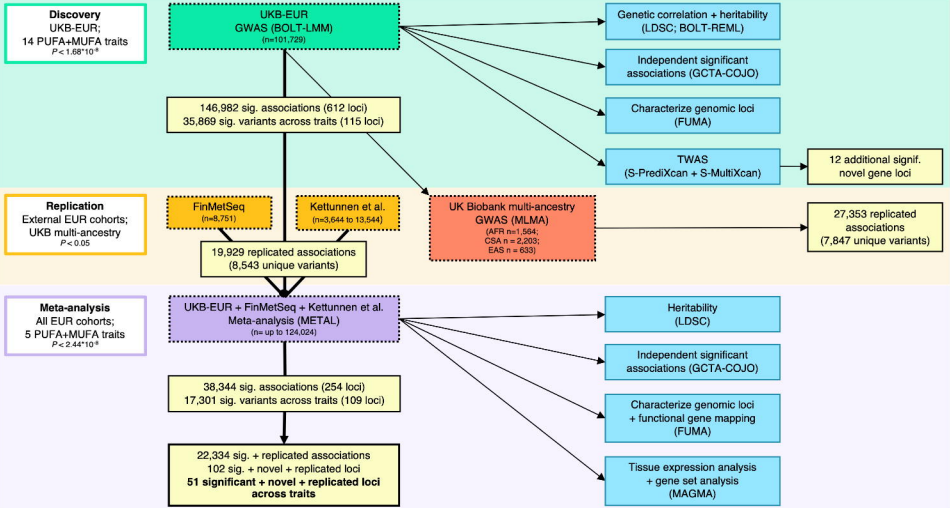 Discovery
UKB-EUR;
14 PUFA+MUFA traits
P < 1.68*10⁻⁸
UKB-EUR
GWAS (BOLT-LMM)
(n=101,729)
146,982 sig. associations (612 loci)
35,869 sig. variants across traits (115 loci)
Genetic correlation + heritability
(LDSC; BOLT-REML)
Independent significant
associations (GCTA-COJO)
Characterize genomic loci
(FUMA)
TWAS
(S-PrediXcan + S-MultiXcan)
12 additional signif.
novel gene loci
Replication
External EUR cohorts;
UKB multi-ancestry
P < 0.05
FinMetSeq
(n=8,751)
Kettunen et al.
(n=3,644 to 13,544)
19,929 replicated associations
(8,543 unique variants)
UK Biobank multi-ancestry
GWAS (MLMA)
(AFR n=1,564;
CSA n = 2,203;
EAS n = 633)
27,353 replicated
associations
(7,847 unique variants)
Meta-analysis
All EUR cohorts;
5 PUFA+MUFA traits
P < 2.44*10⁻⁸
UKB-EUR + FinMetSeq + Kettunnen et al.
Meta-analysis (METAL)
(n= up to 124,024)
38,344 sig. associations (254 loci)
17,301 sig. variants across traits (109 loci)
22,334 sig. + replicated associations
102 sig. + novel + replicated loci
51 significant + novel + replicated loci
across traits
Heritability
(LDSC)
Independent significant
associations (GCTA-COJO)
Characterize genomic loci
+ functional gene mapping
(FUMA)
Tissue expression analysis
+ gene set analysis
(MAGMA)